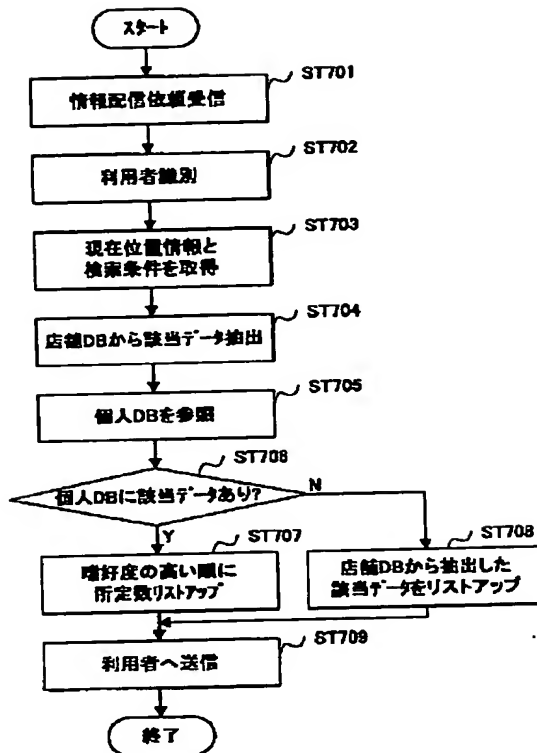 スタート
ST701
情報配信依頼受信
ST702
利用者識別
ST703
現在位置情報と
検索条件を取得
ST704
店舗DBから該当データ抽出
ST705
個人DBを参照
ST706
個人DBに該当データあり?
N
Y
ST707
嗜好度の高い順に
所定数リストアップ
ST708
店舗DBから抽出した
該当データをリストアップ
ST709
利用者へ送信
終了